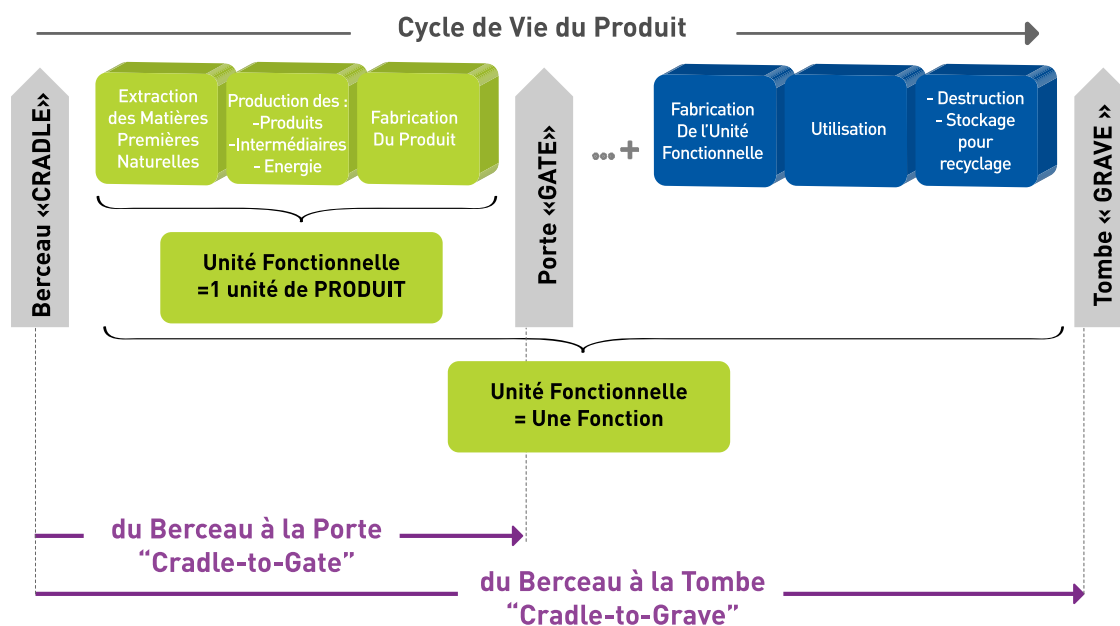 Cycle de Vie du Produit
Berceau «CRADLE»
Extraction
des Matières
Premières
Naturelles
Production des :
-Produits
-Intermédiaires
- Energie
Fabrication
Du Produit
Porte «GATE»
... +
Fabrication
De l'Unité
Fonctionnelle
Utilisation
- Destruction
- Stockage
pour
recyclage
Tombe « GRAVE »
Unité Fonctionnelle
=1 unité de PRODUIT
Unité Fonctionnelle
= Une Fonction
du Berceau à la Porte
“Cradle-to-Gate”
du Berceau à la Tombe
“Cradle-to-Grave”